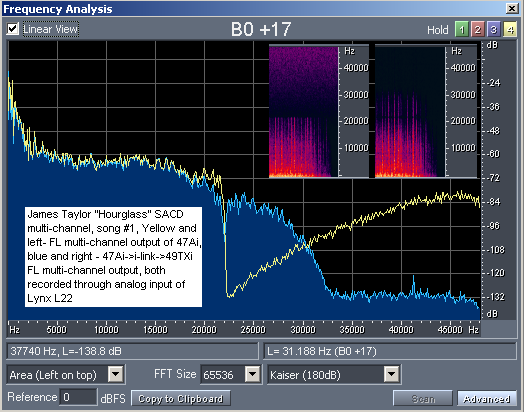 Frequency Analysis
Linear View
B0 +17
Hold 1 2 3 4
Hz
40000
30000
20000
10000
Hz
40000
30000
20000
10000
dB
-24
-36
-48
-60
-72
-84
-96
-108
-120
-132
dB
James Taylor "Hourglass" SACD
multi-channel, song #1, Yellow and
left- FL multi-channel output of 47Ai,
blue and right - 47Ai->i-link->49TXi
FL multi-channel output, both
recorded through analog input of
Lynx L22
Hz 5000 10000 15000 20000 25000 30000 35000 40000 45000 Hz
37740 Hz, L=-138.8 dB
L= 31.188 Hz (B0 +17)
Area (Left on top)
FFT Size 65536
Kaiser (180dB)
Reference 0 dBFS
Copy to Clipboard
Scan
Advanced